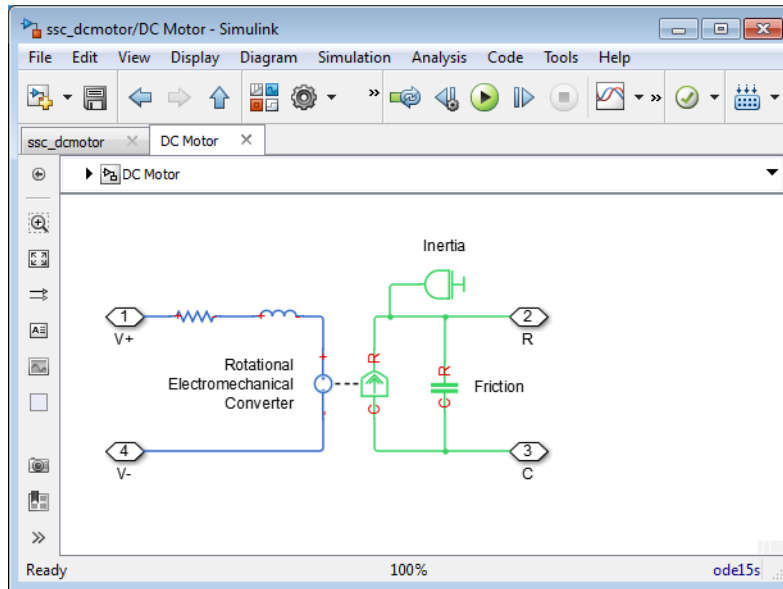 ssc_dcmotor/DC Motor - Simulink
File Edit View Display Diagram Simulation Analysis Code Tools Help
» »
ssc_dcmotor DC Motor
DC Motor
Inertia
1 2
V+ R
+ - + -
+ R R
Rotational
Electromechanical
Converter
Friction
- C C
4 3
V- C
»
Ready 100% ode15s